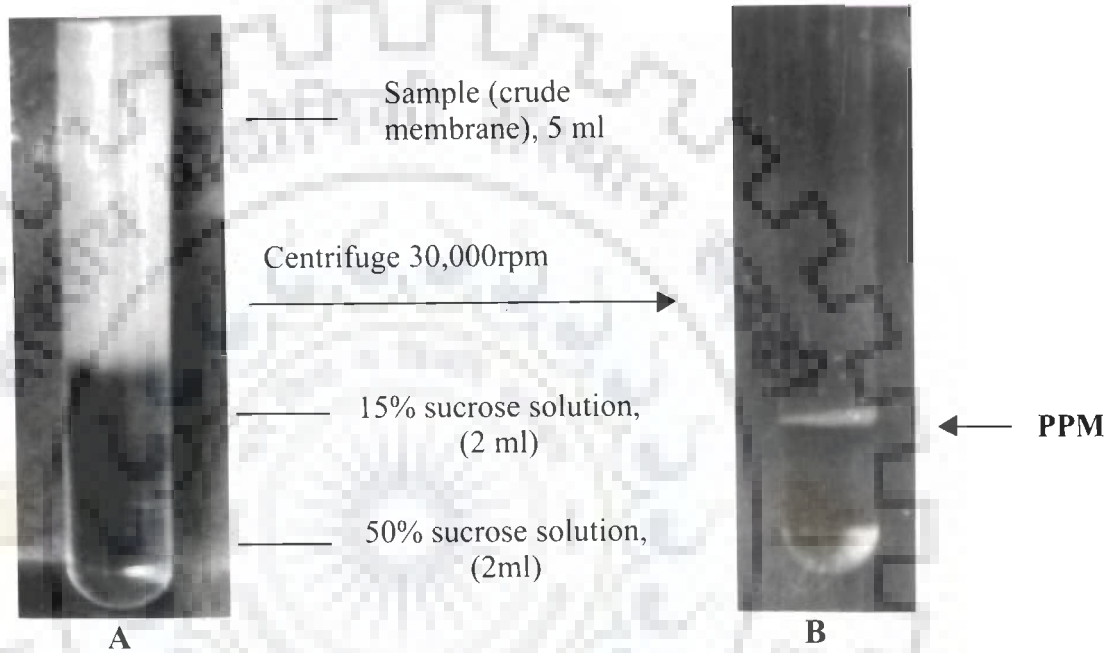 Sample (crude
membrane), 5 ml
Centrifuge 30,000rpm
15% sucrose solution,
(2 ml)
50% sucrose solution,
(2ml)
PPM
A
B